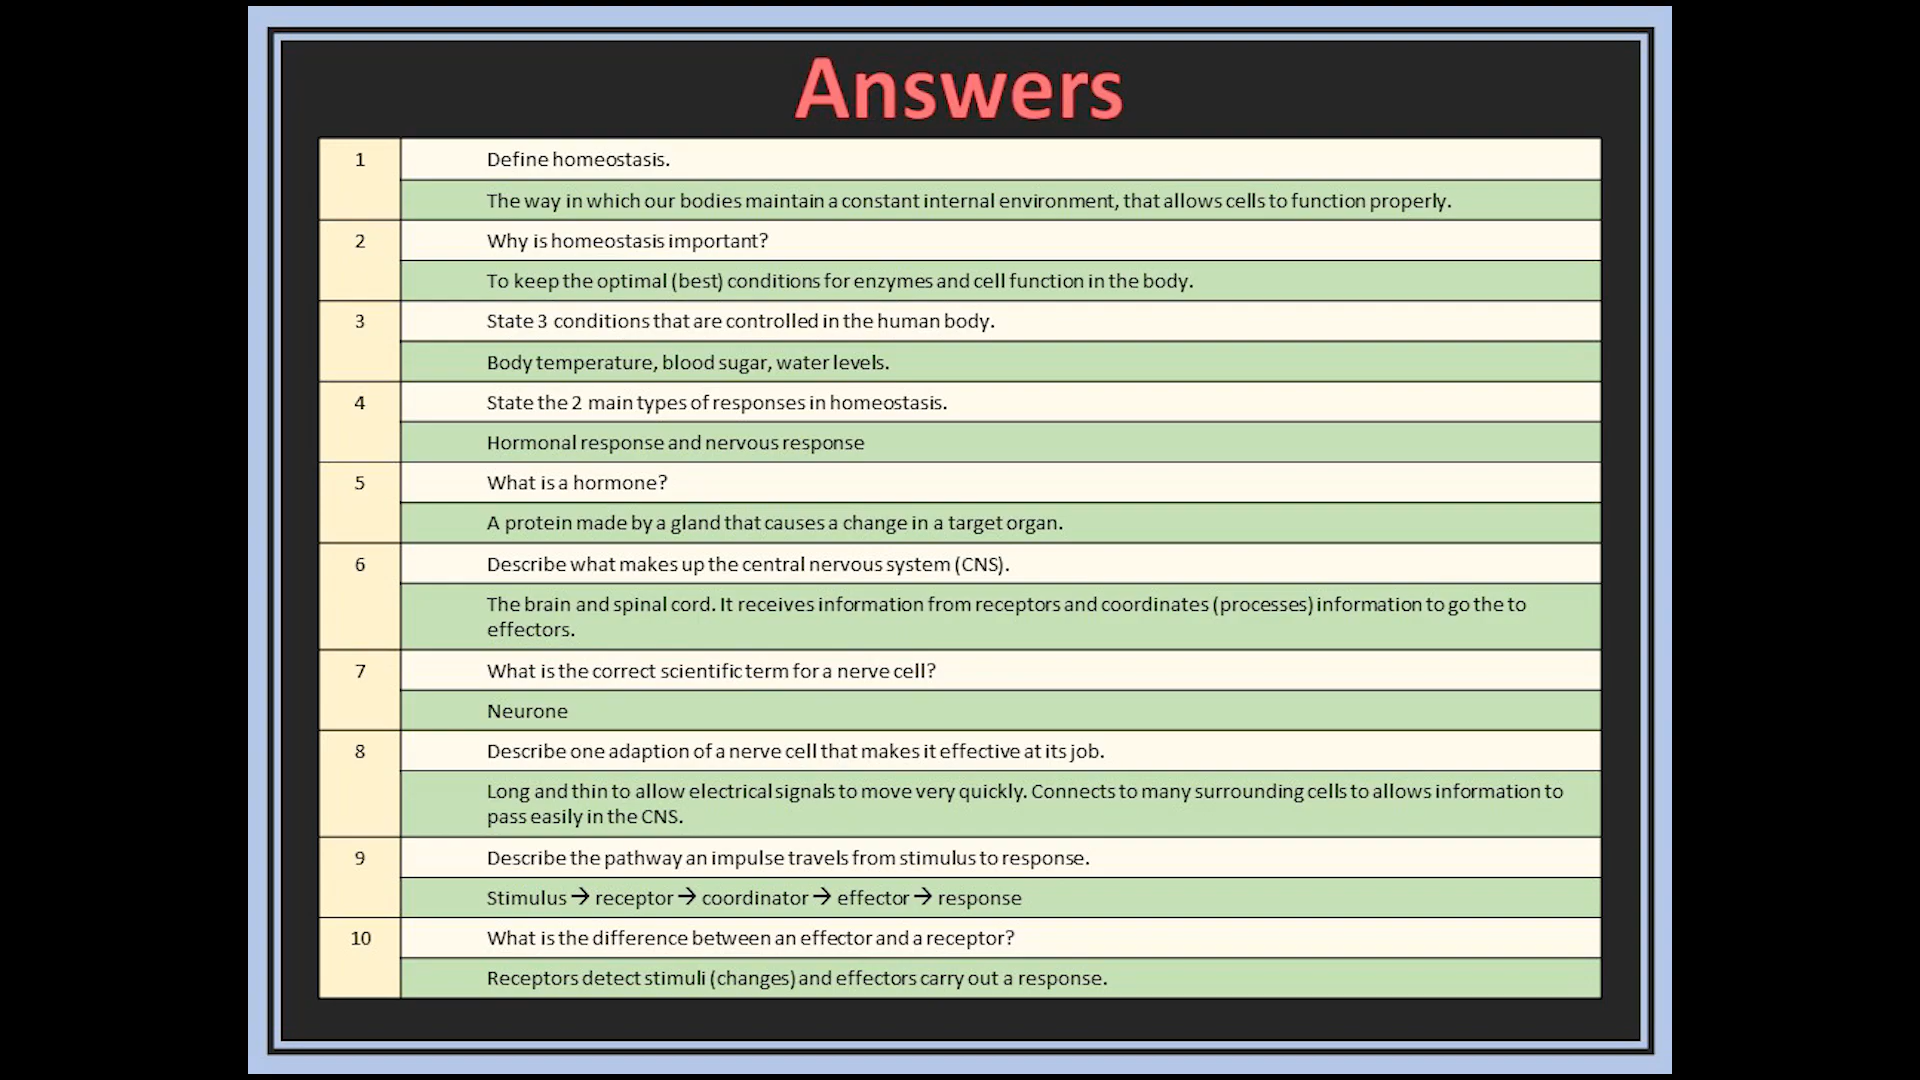 Answers
1
Define homeostasis.
The way in which our bodies maintain a constant internal environment, that allows cells to function properly.
2
Why is homeostasis important?
To keep the optimal (best) conditions for enzymes and cell function in the body.
3
State 3 conditions that are controlled in the human body.
Body temperature, blood sugar, water levels.
4
State the 2 main types of responses in homeostasis.
Hormonal response and nervous response
5
What is a hormone?
A protein made by a gland that causes a change in a target organ.
6
Describe what makes up the central nervous system (CNS).
The brain and spinal cord. It receives information from receptors and coordinates (processes) information to go the to
effectors.
7
What is the correct scientific term for a nerve cell?
Neurone
8
Describe one adaption of a nerve cell that makes it effective at its job.
Long and thin to allow electrical signals to move very quickly. Connects to many surrounding cells to allows information to
pass easily in the CNS.
9
Describe the pathway an impulse travels from stimulus to response.
Stimulus → receptor → coordinator → effector → response
10
What is the difference between an effector and a receptor?
Receptors detect stimuli (changes) and effectors carry out a response.